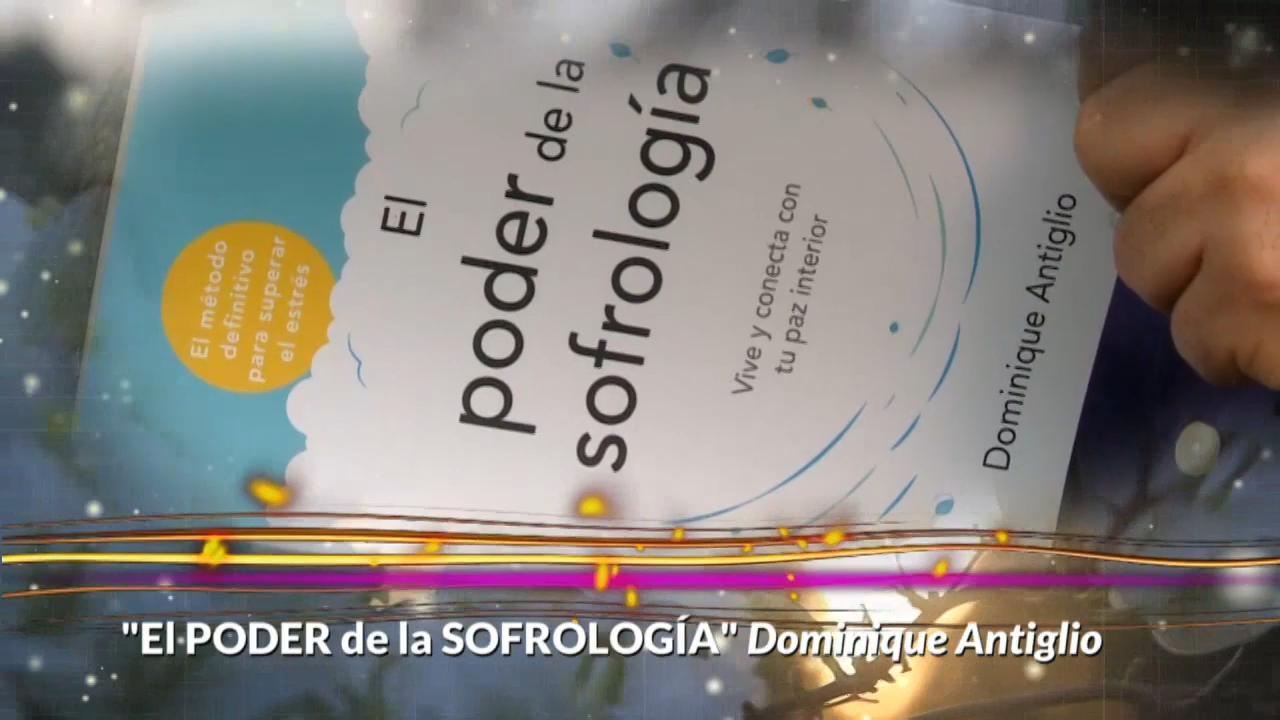 El método
definitivo
para superar
el estrés
El
poder de la
sofrología
Vive y conecta con
tu paz interior
Dominique Antiglio
"El PODER de la SOFROLOGÍA" Dominique Antiglio